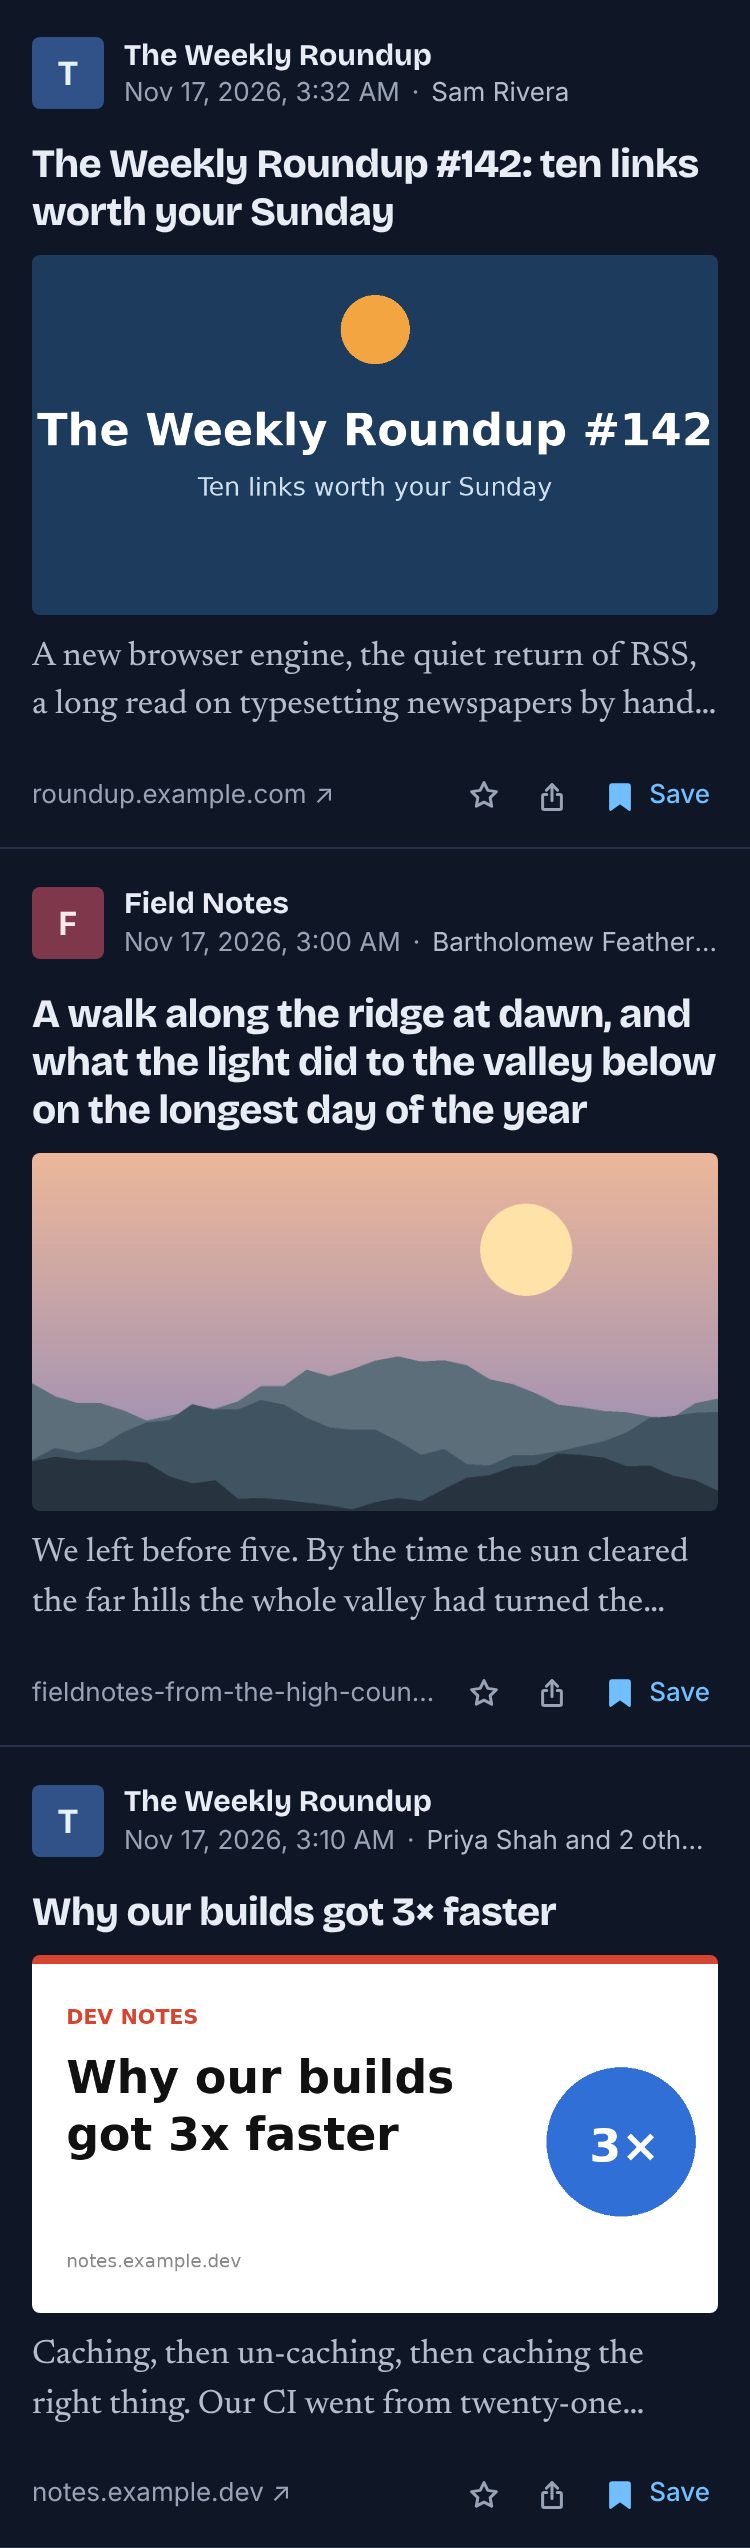 T
The Weekly Roundup
Nov 17, 2026, 3:32 AM · Sam Rivera
The Weekly Roundup #142: ten links
worth your Sunday
The Weekly Roundup #142
Ten links worth your Sunday
A new browser engine, the quiet return of RSS,
a long read on typesetting newspapers by hand…
roundup.example.com ↗
Save
F
Field Notes
Nov 17, 2026, 3:00 AM · Bartholomew Feather…
A walk along the ridge at dawn, and
what the light did to the valley below
on the longest day of the year
We left before five. By the time the sun cleared
the far hills the whole valley had turned the…
fieldnotes-from-the-high-coun…
Save
T
The Weekly Roundup
Nov 17, 2026, 3:10 AM · Priya Shah and 2 oth…
Why our builds got 3× faster
DEV NOTES
Why our builds
got 3x faster
3×
notes.example.dev
Caching, then un-caching, then caching the
right thing. Our CI went from twenty-one…
notes.example.dev ↗
Save